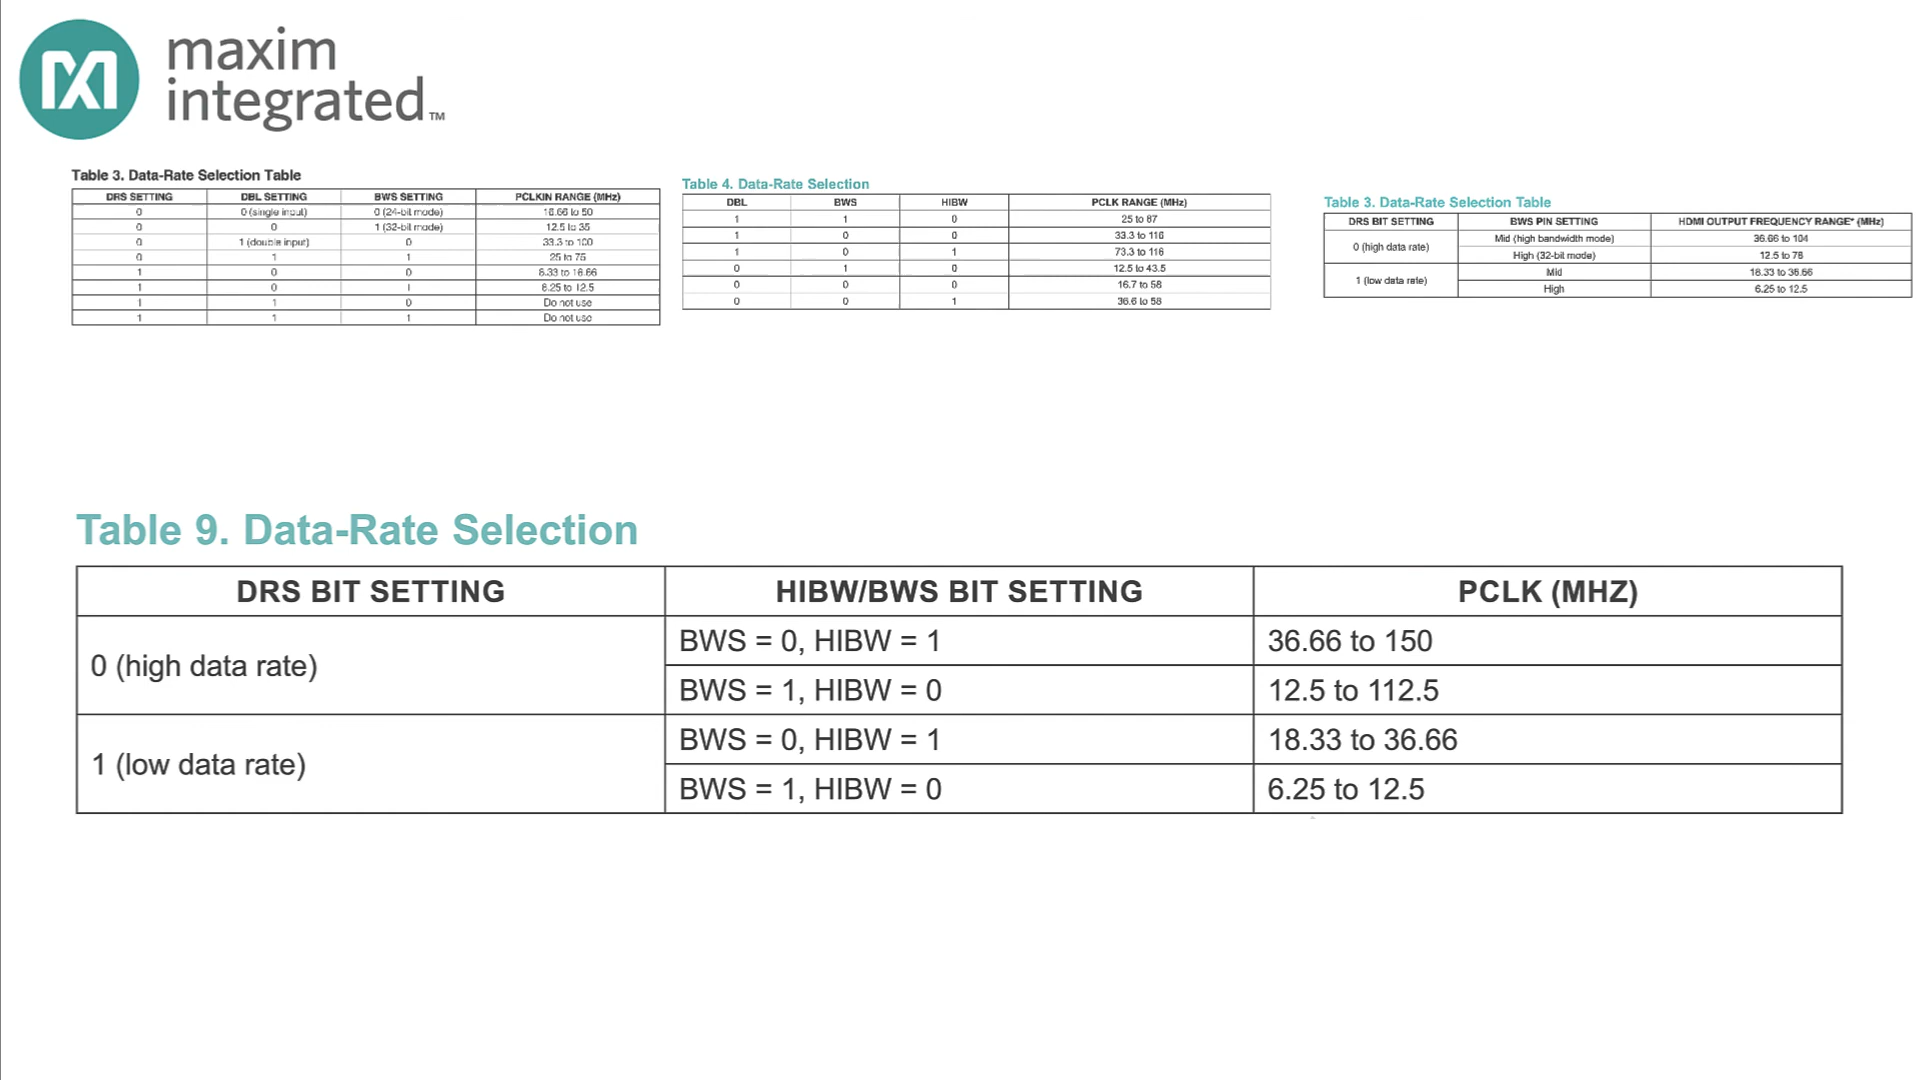 maxim
integrated™
Table 3. Data-Rate Selection Table
DRS SETTING DBL SETTING BWS SETTING PCLKIN RANGE (MHz)
0 0 (single input) 0 (24-bit mode) 16.66 to 50
0 0 1 (32-bit mode) 12.5 to 35
0 1 (double input) 0 33.3 to 100
0 1 1 25 to 75
1 0 0 8.33 to 16.66
1 0 1 6.25 to 12.5
1 1 0 Do not use
1 1 1 Do not use
Table 4. Data-Rate Selection
DBL BWS HIBW PCLK RANGE (MHz)
1 1 0 25 to 87
1 0 0 33.3 to 116
1 0 1 73.3 to 116
0 1 0 12.5 to 43.5
0 0 0 16.7 to 58
0 0 1 36.6 to 58
Table 3. Data-Rate Selection Table
DRS BIT SETTING BWS PIN SETTING HDMI OUTPUT FREQUENCY RANGE* (MHz)
0 (high data rate) Mid (high bandwidth mode) 36.66 to 104
High (32-bit mode) 12.5 to 78
1 (low data rate) Mid 18.33 to 36.66
High 6.25 to 12.5
Table 9. Data-Rate Selection
DRS BIT SETTING HIBW/BWS BIT SETTING PCLK (MHZ)
0 (high data rate) BWS = 0, HIBW = 1 36.66 to 150
BWS = 1, HIBW = 0 12.5 to 112.5
1 (low data rate) BWS = 0, HIBW = 1 18.33 to 36.66
BWS = 1, HIBW = 0 6.25 to 12.5